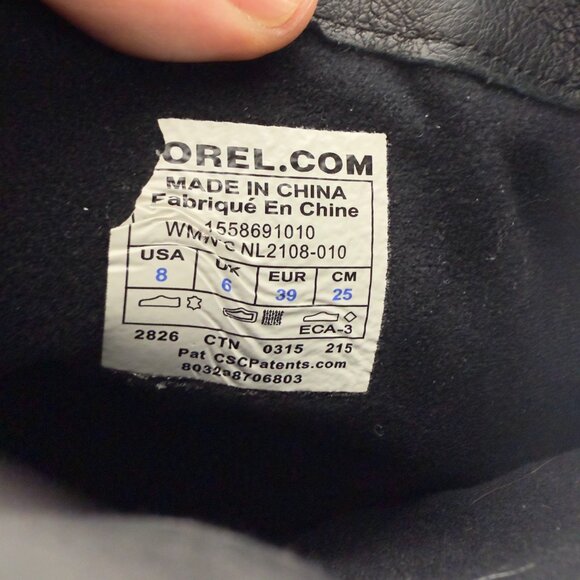 OREL.COM
MADE IN CHINA
Fabriqué En Chine
1558691010
NL2108-010
USA UK EUR CM
8 6 39 25
ECA-3
2826 CTN 0315 215
Pat CSCPatents.com